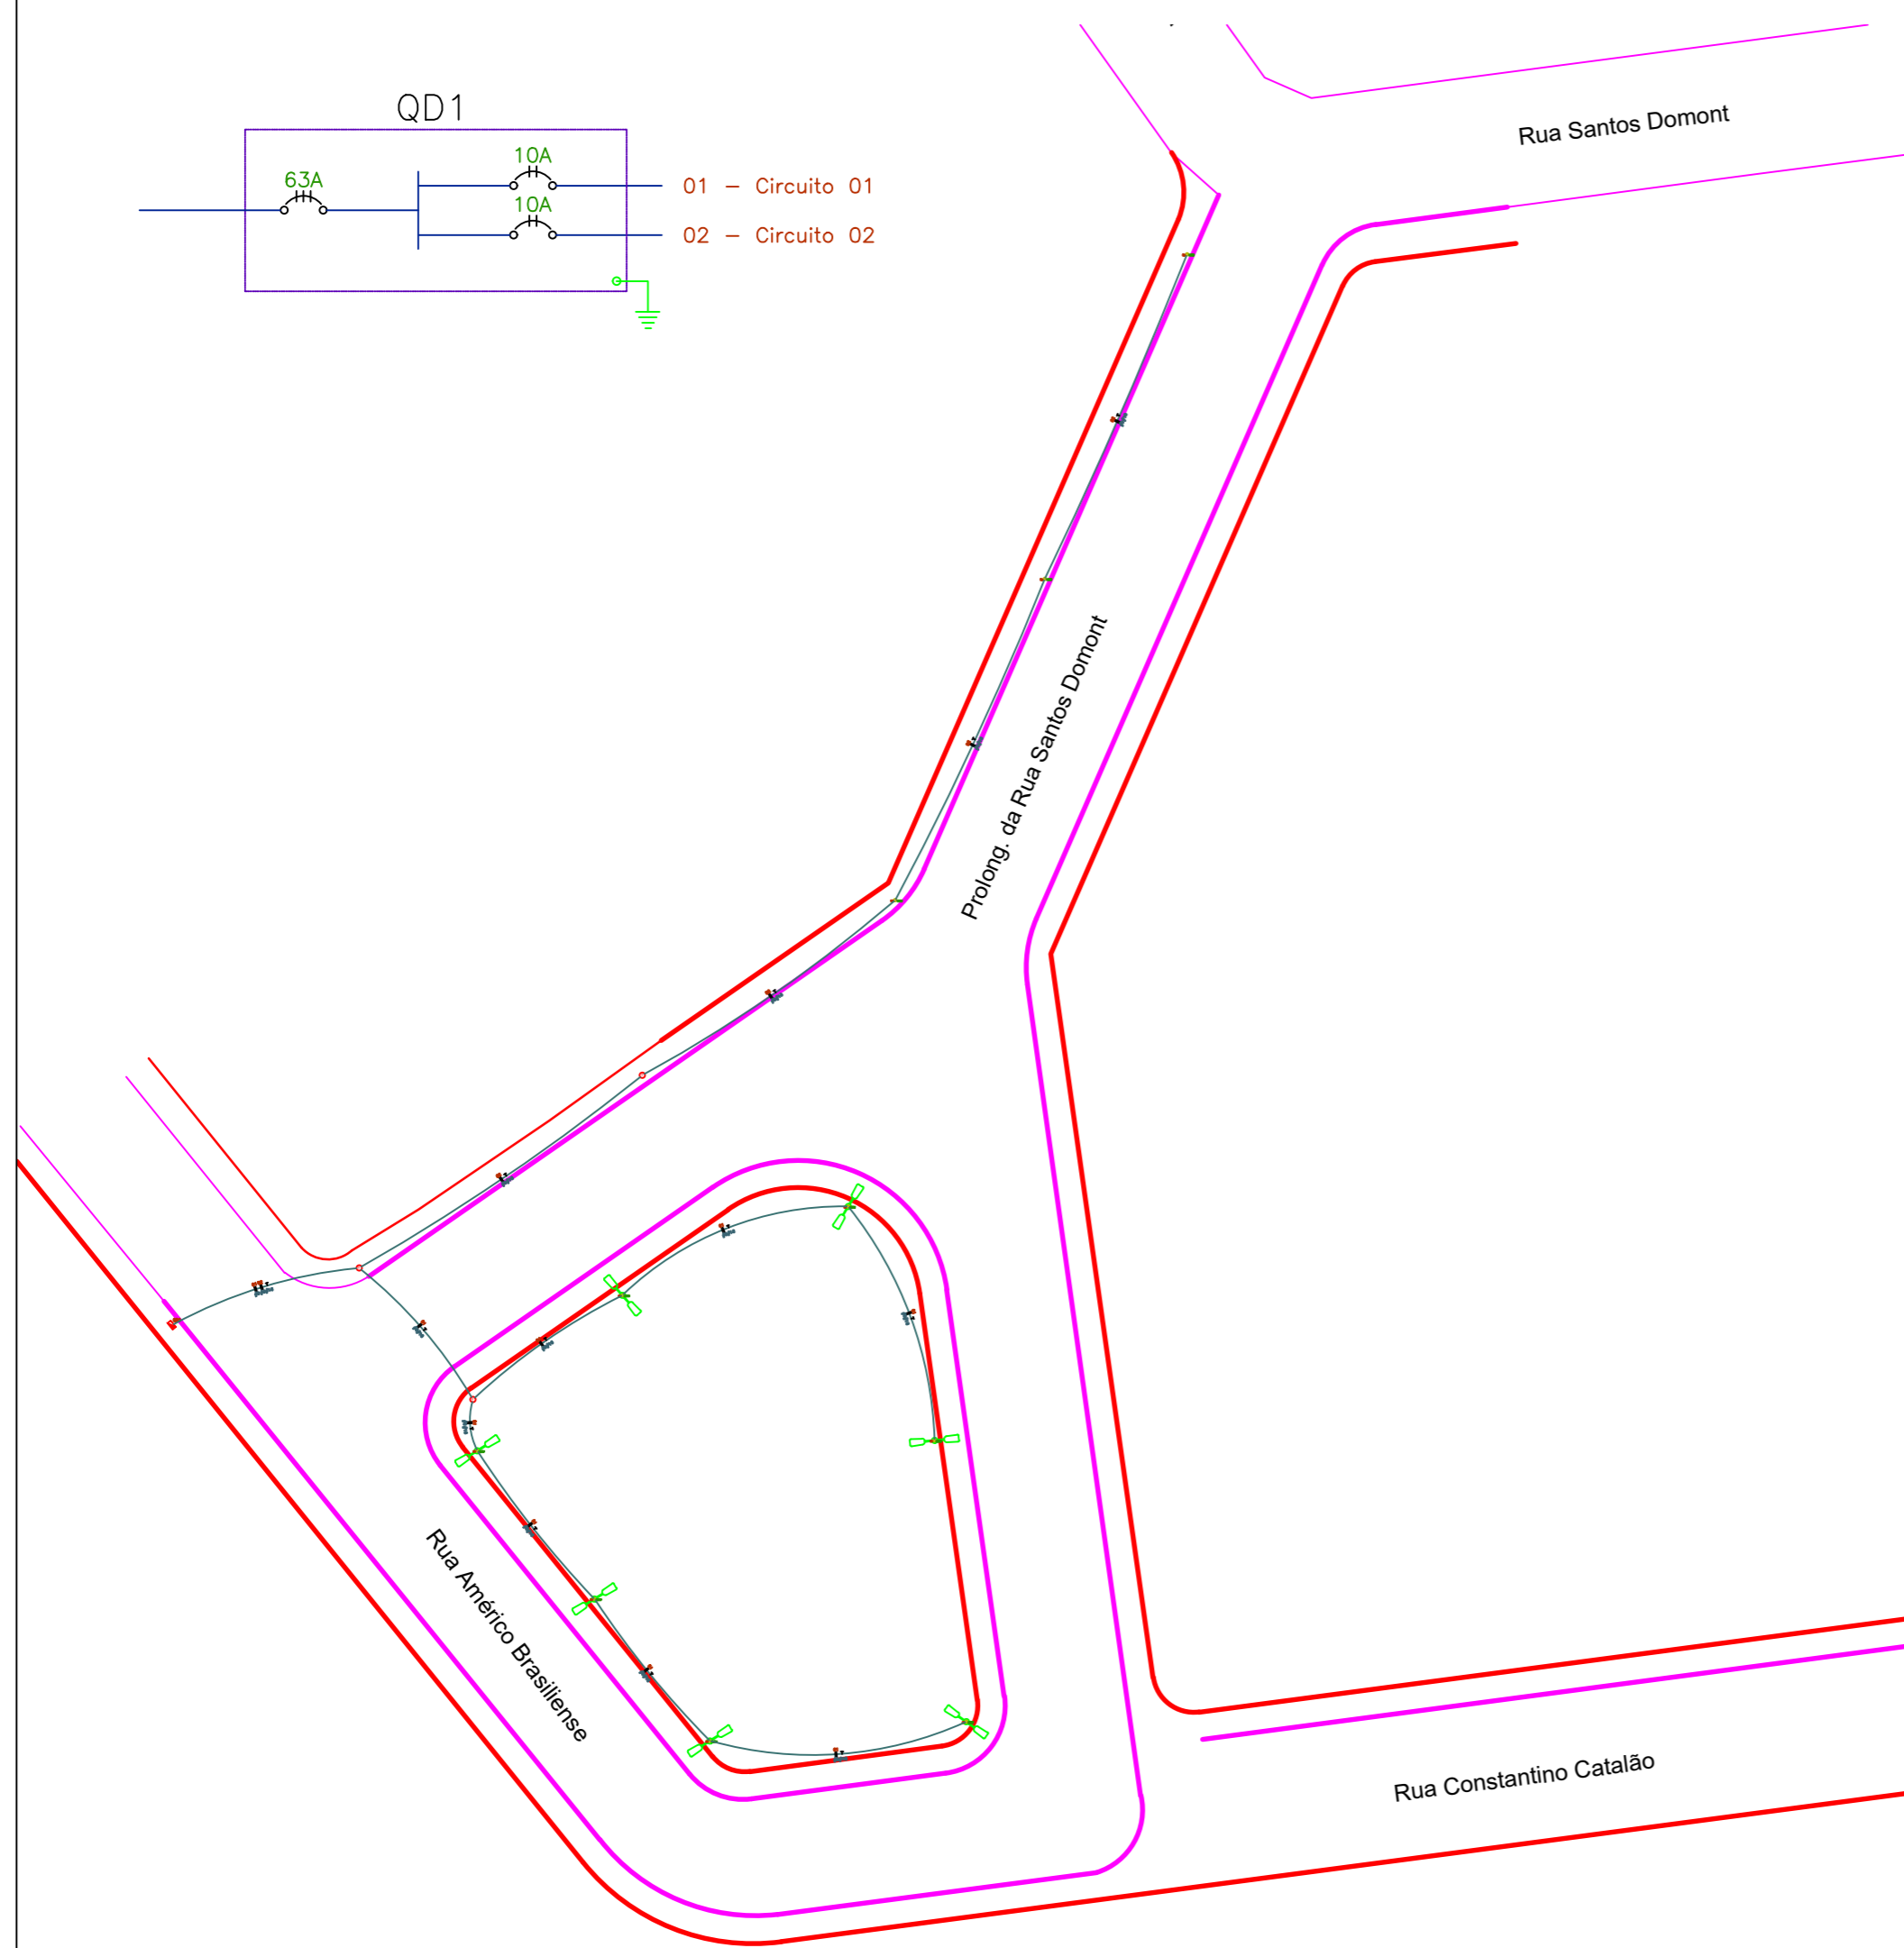 QD1
63A
10A
01 – Circuito 01
10A
02 – Circuito 02
Rua Santos Domont
Prolong. da Rua Santos Domont
Rua Américo Brasiliense
Rua Constantino Catalão